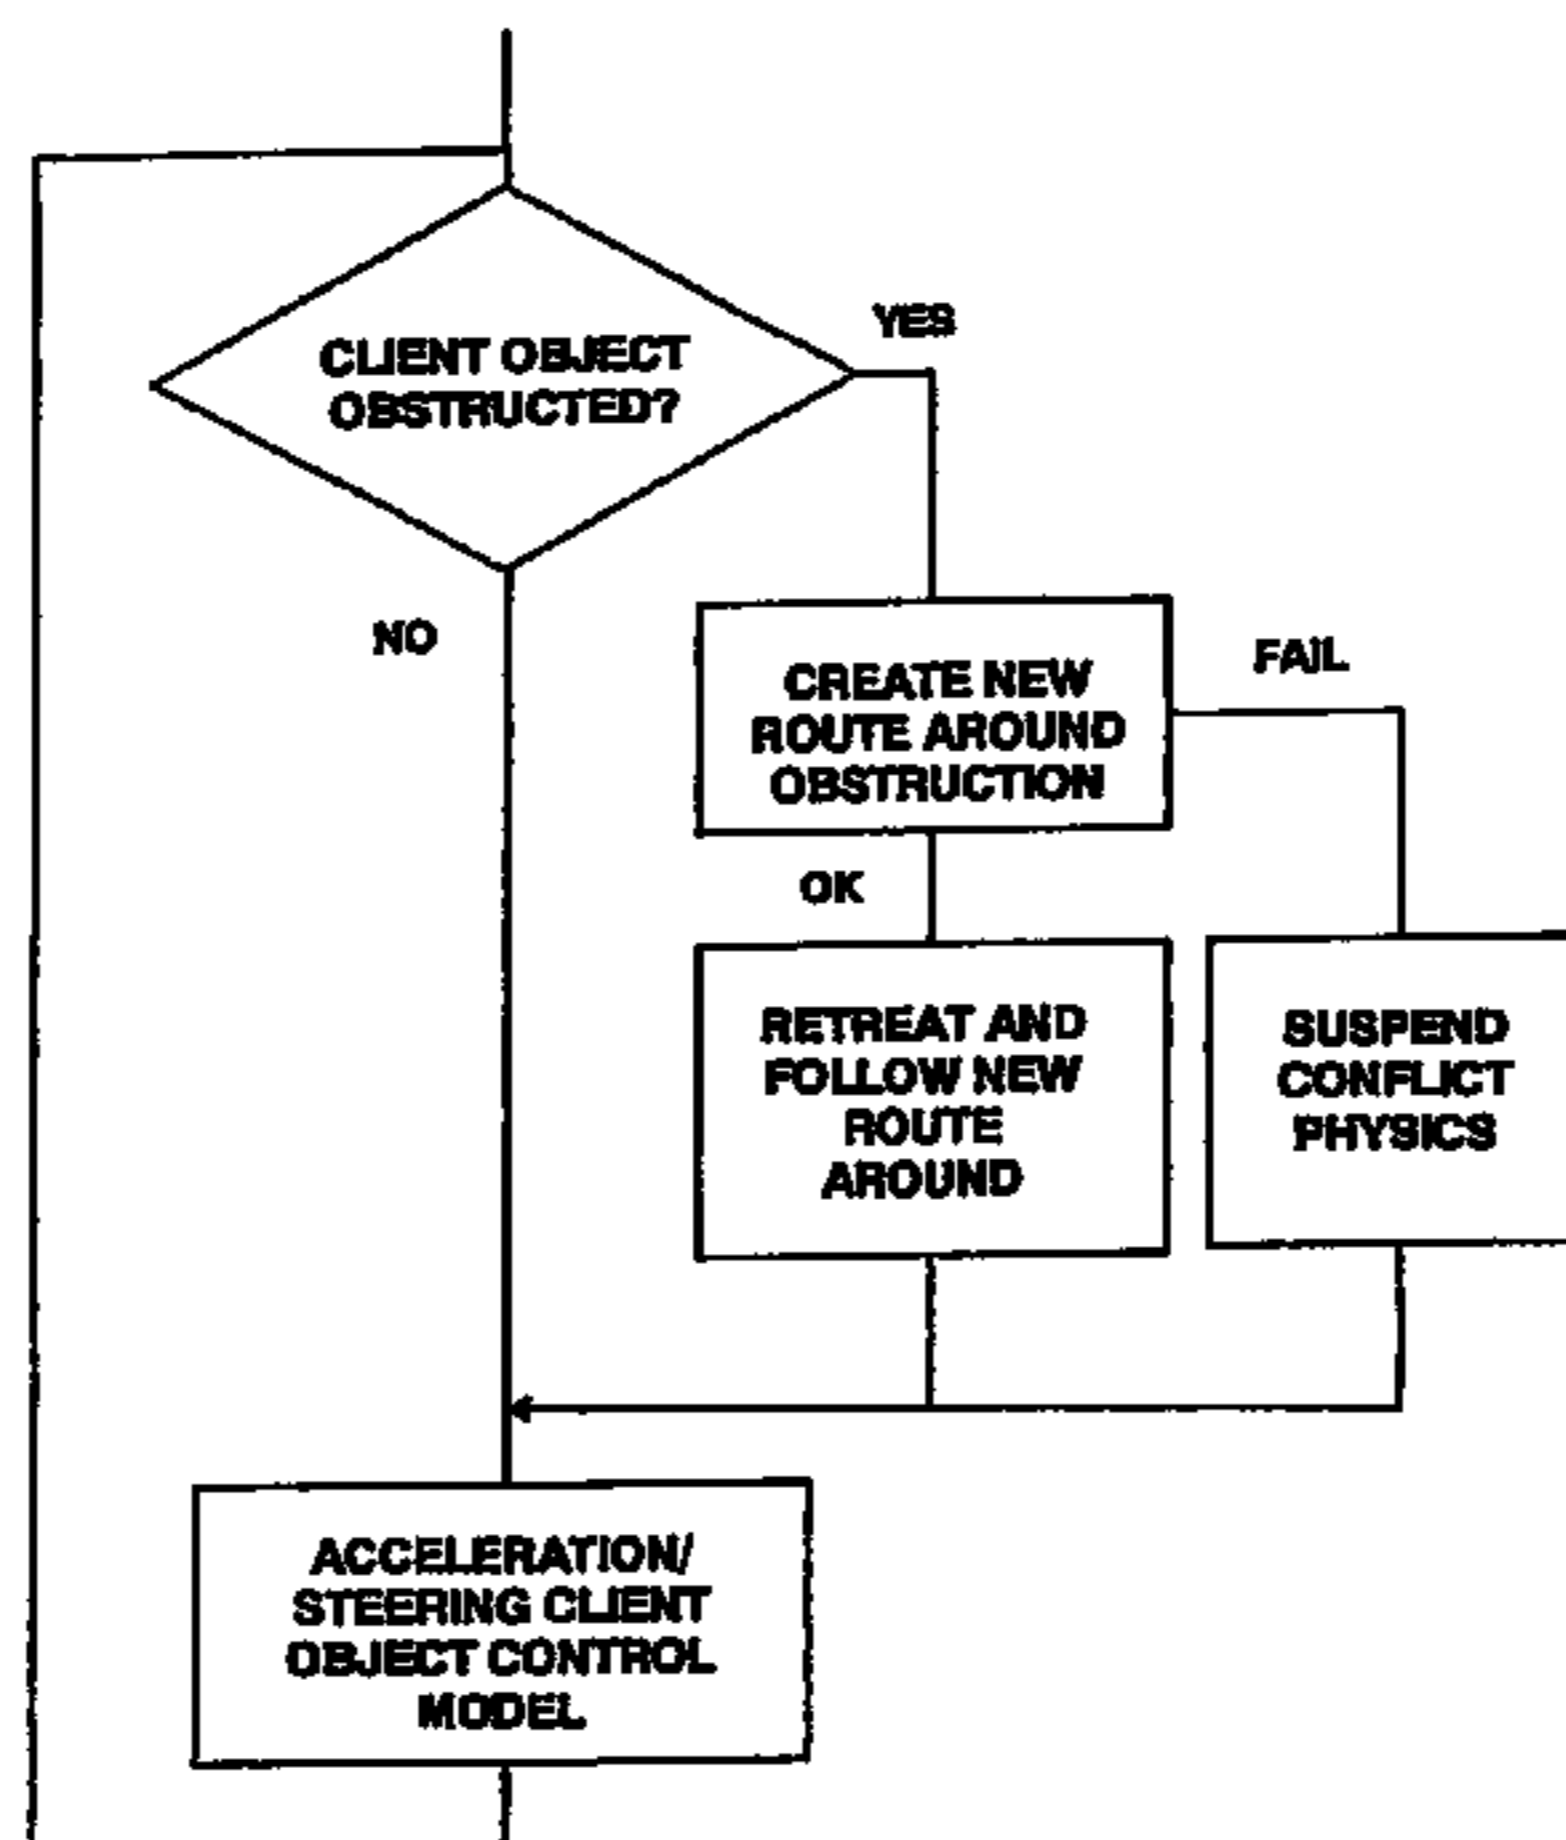 CLIENT OBJECT
OBSTRUCTED?
YES
NO
CREATE NEW
ROUTE AROUND
OBSTRUCTION
FAIL
OK
RETREAT AND
FOLLOW NEW
ROUTE
AROUND
SUSPEND
CONFLICT
PHYSICS
ACCELERATION/
STEERING CLIENT
OBJECT CONTROL
MODEL